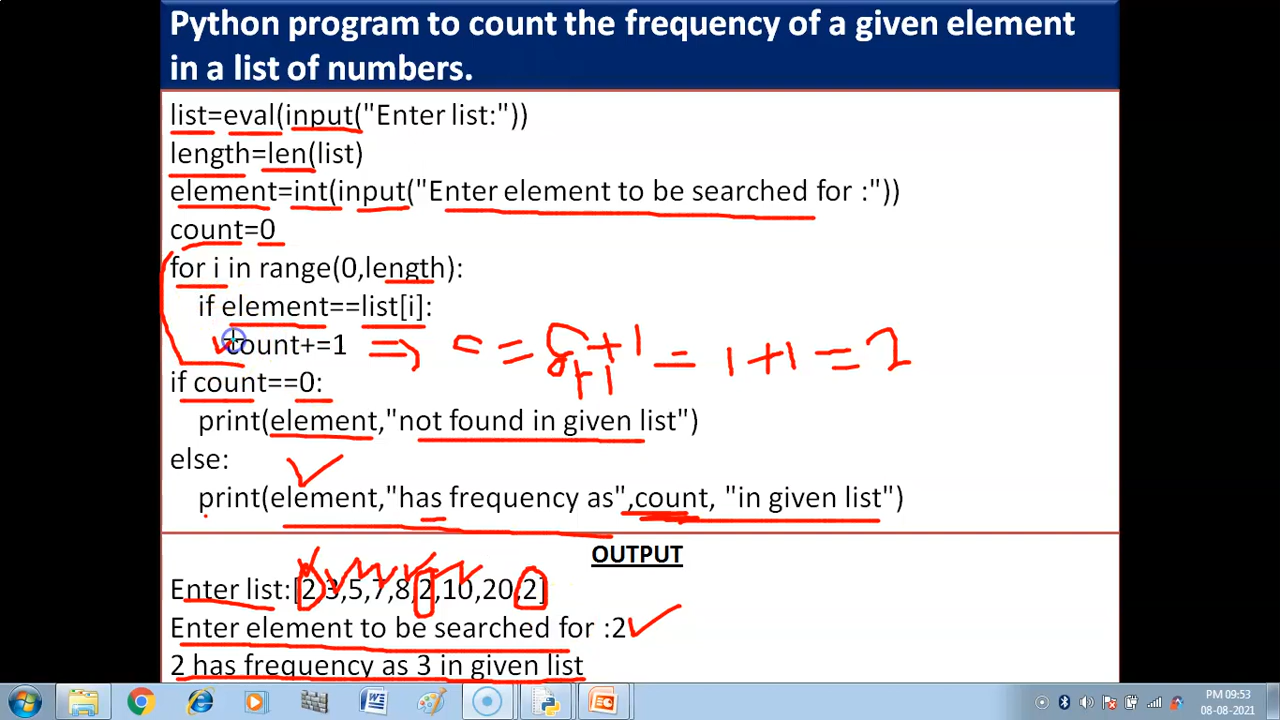 Python program to count the frequency of a given element
in a list of numbers.
list=eval(input("Enter list:"))
length=len(list)
element=int(input("Enter element to be searched for :"))
count=0
for i in range(0,length):
if element==list[i]:
count+=1 ⇒ c = +1 = 1+1 = 2
+1
if count==0:
print(element,"not found in given list")
else:
print(element,"has frequency as",count, "in given list")
OUTPUT
Enter list:[2,3,5,7,8,2,10,20,2]
Enter element to be searched for :2
2 has frequency as 3 in given list
PM 09:53
08-08-2021